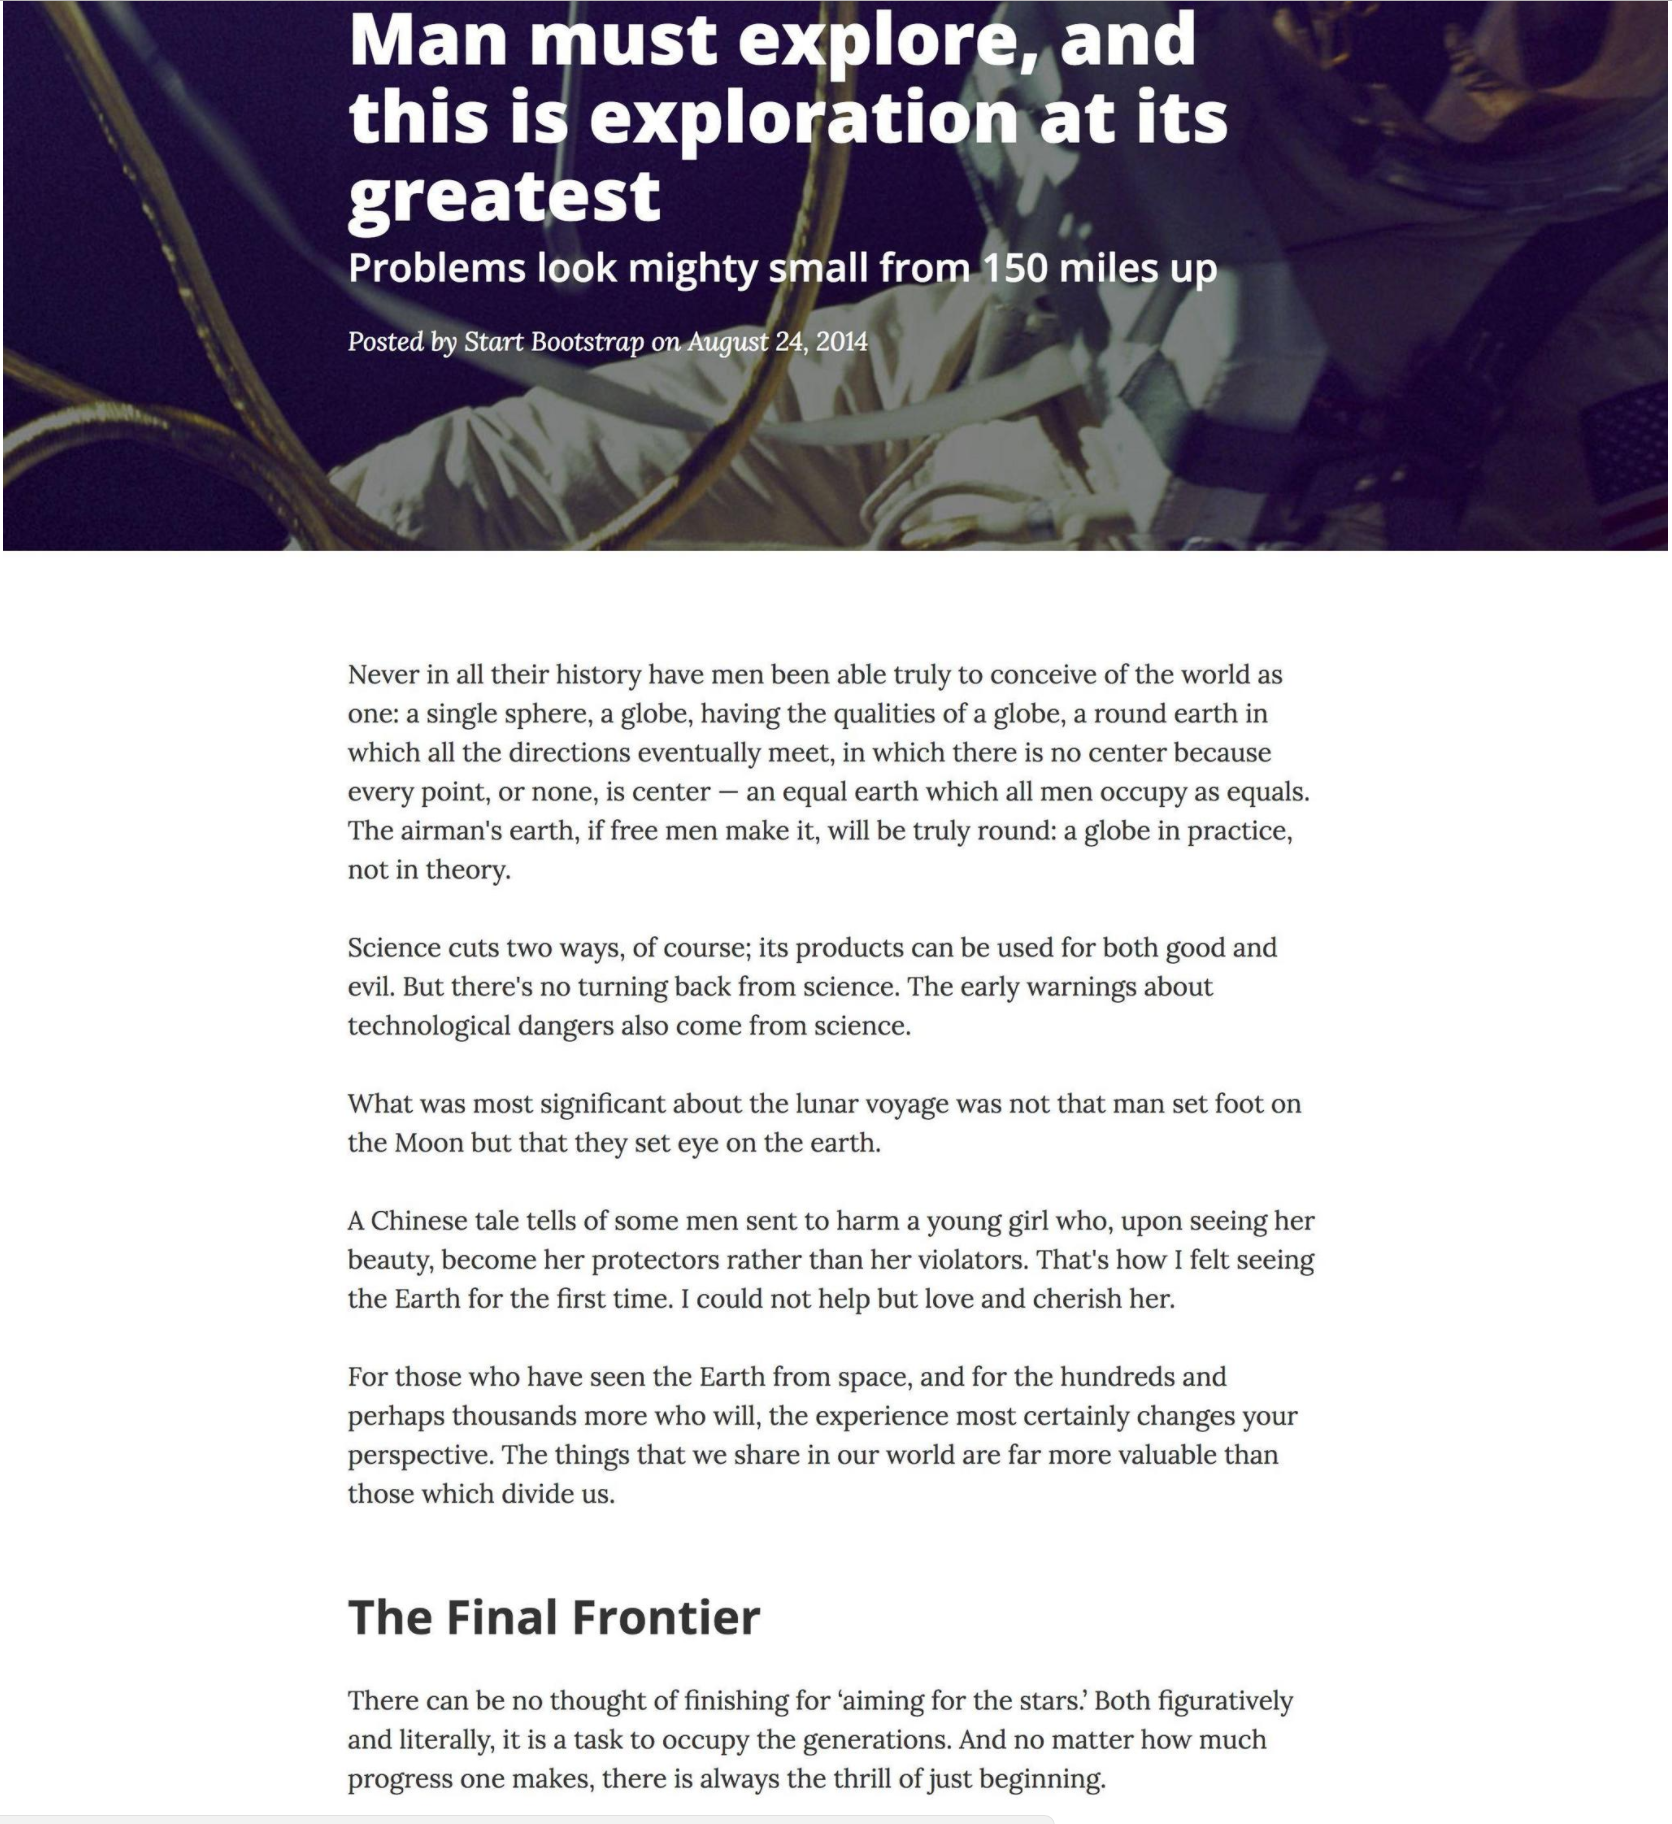 Man must explore, and
this is exploration at its
greatest
Problems look mighty small from 150 miles up
Posted by Start Bootstrap on August 24, 2014
Never in all their history have men been able truly to conceive of the world as
one: a single sphere, a globe, having the qualities of a globe, a round earth in
which all the directions eventually meet, in which there is no center because
every point, or none, is center — an equal earth which all men occupy as equals.
The airman's earth, if free men make it, will be truly round: a globe in practice,
not in theory.
Science cuts two ways, of course; its products can be used for both good and
evil. But there's no turning back from science. The early warnings about
technological dangers also come from science.
What was most significant about the lunar voyage was not that man set foot on
the Moon but that they set eye on the earth.
A Chinese tale tells of some men sent to harm a young girl who, upon seeing her
beauty, become her protectors rather than her violators. That's how I felt seeing
the Earth for the first time. I could not help but love and cherish her.
For those who have seen the Earth from space, and for the hundreds and
perhaps thousands more who will, the experience most certainly changes your
perspective. The things that we share in our world are far more valuable than
those which divide us.
The Final Frontier
There can be no thought of finishing for ‘aiming for the stars.’ Both figuratively
and literally, it is a task to occupy the generations. And no matter how much
progress one makes, there is always the thrill of just beginning.